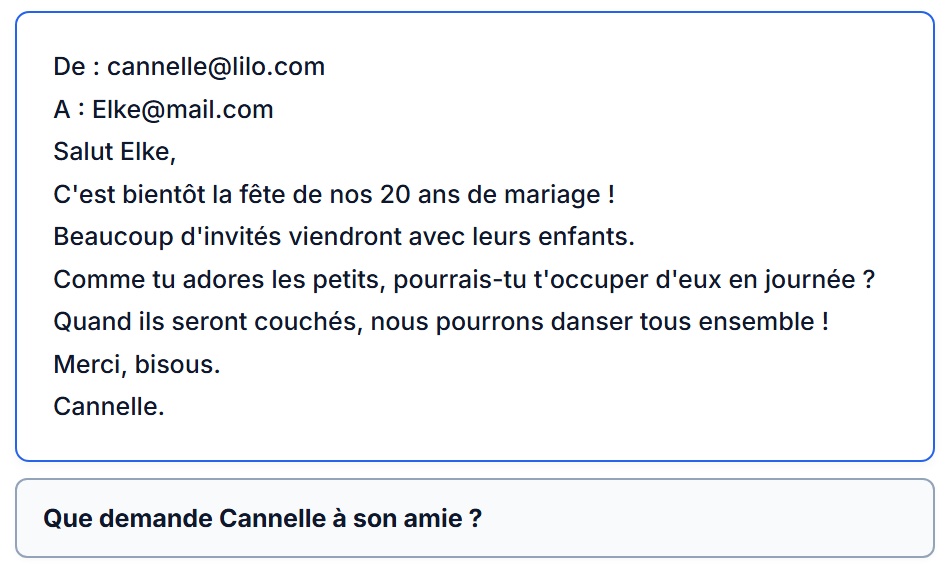 De : cannelle@lilo.com
A : Elke@mail.com
Salut Elke,
C'est bientôt la fête de nos 20 ans de mariage !
Beaucoup d'invités viendront avec leurs enfants.
Comme tu adores les petits, pourrais-tu t'occuper d'eux en journée ?
Quand ils seront couchés, nous pourrons danser tous ensemble !
Merci, bisous.
Cannelle.
Que demande Cannelle à son amie ?